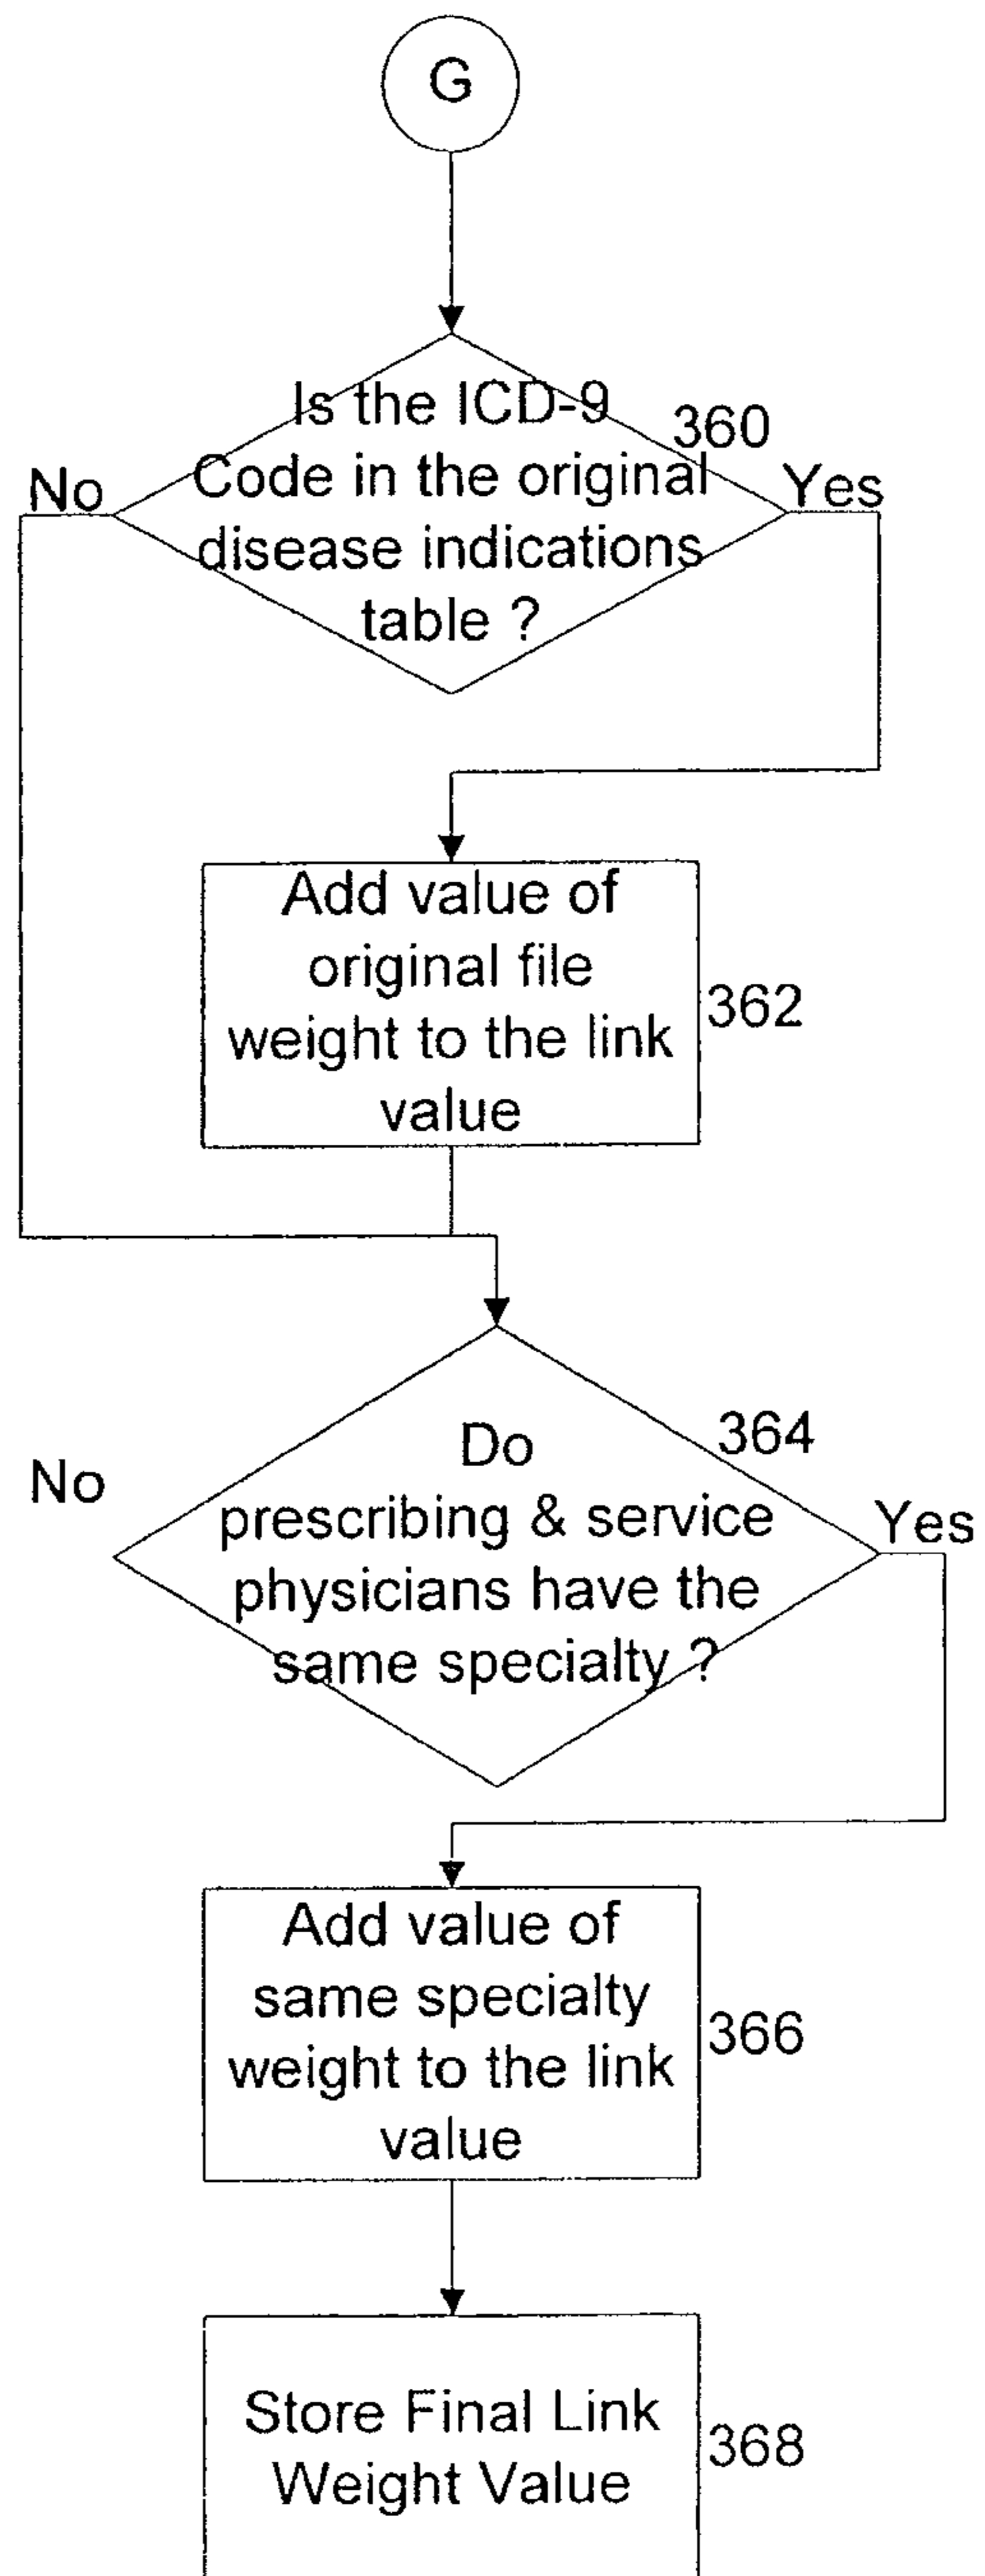 G
Is the ICD-9
360
No
Code in the original
Yes
disease indications
table ?
Add value of
original file
362
weight to the link
value
Do
364
No
prescribing & service
Yes
physicians have the
same specialty ?
Add value of
same specialty
366
weight to the link
value
Store Final Link
368
Weight Value